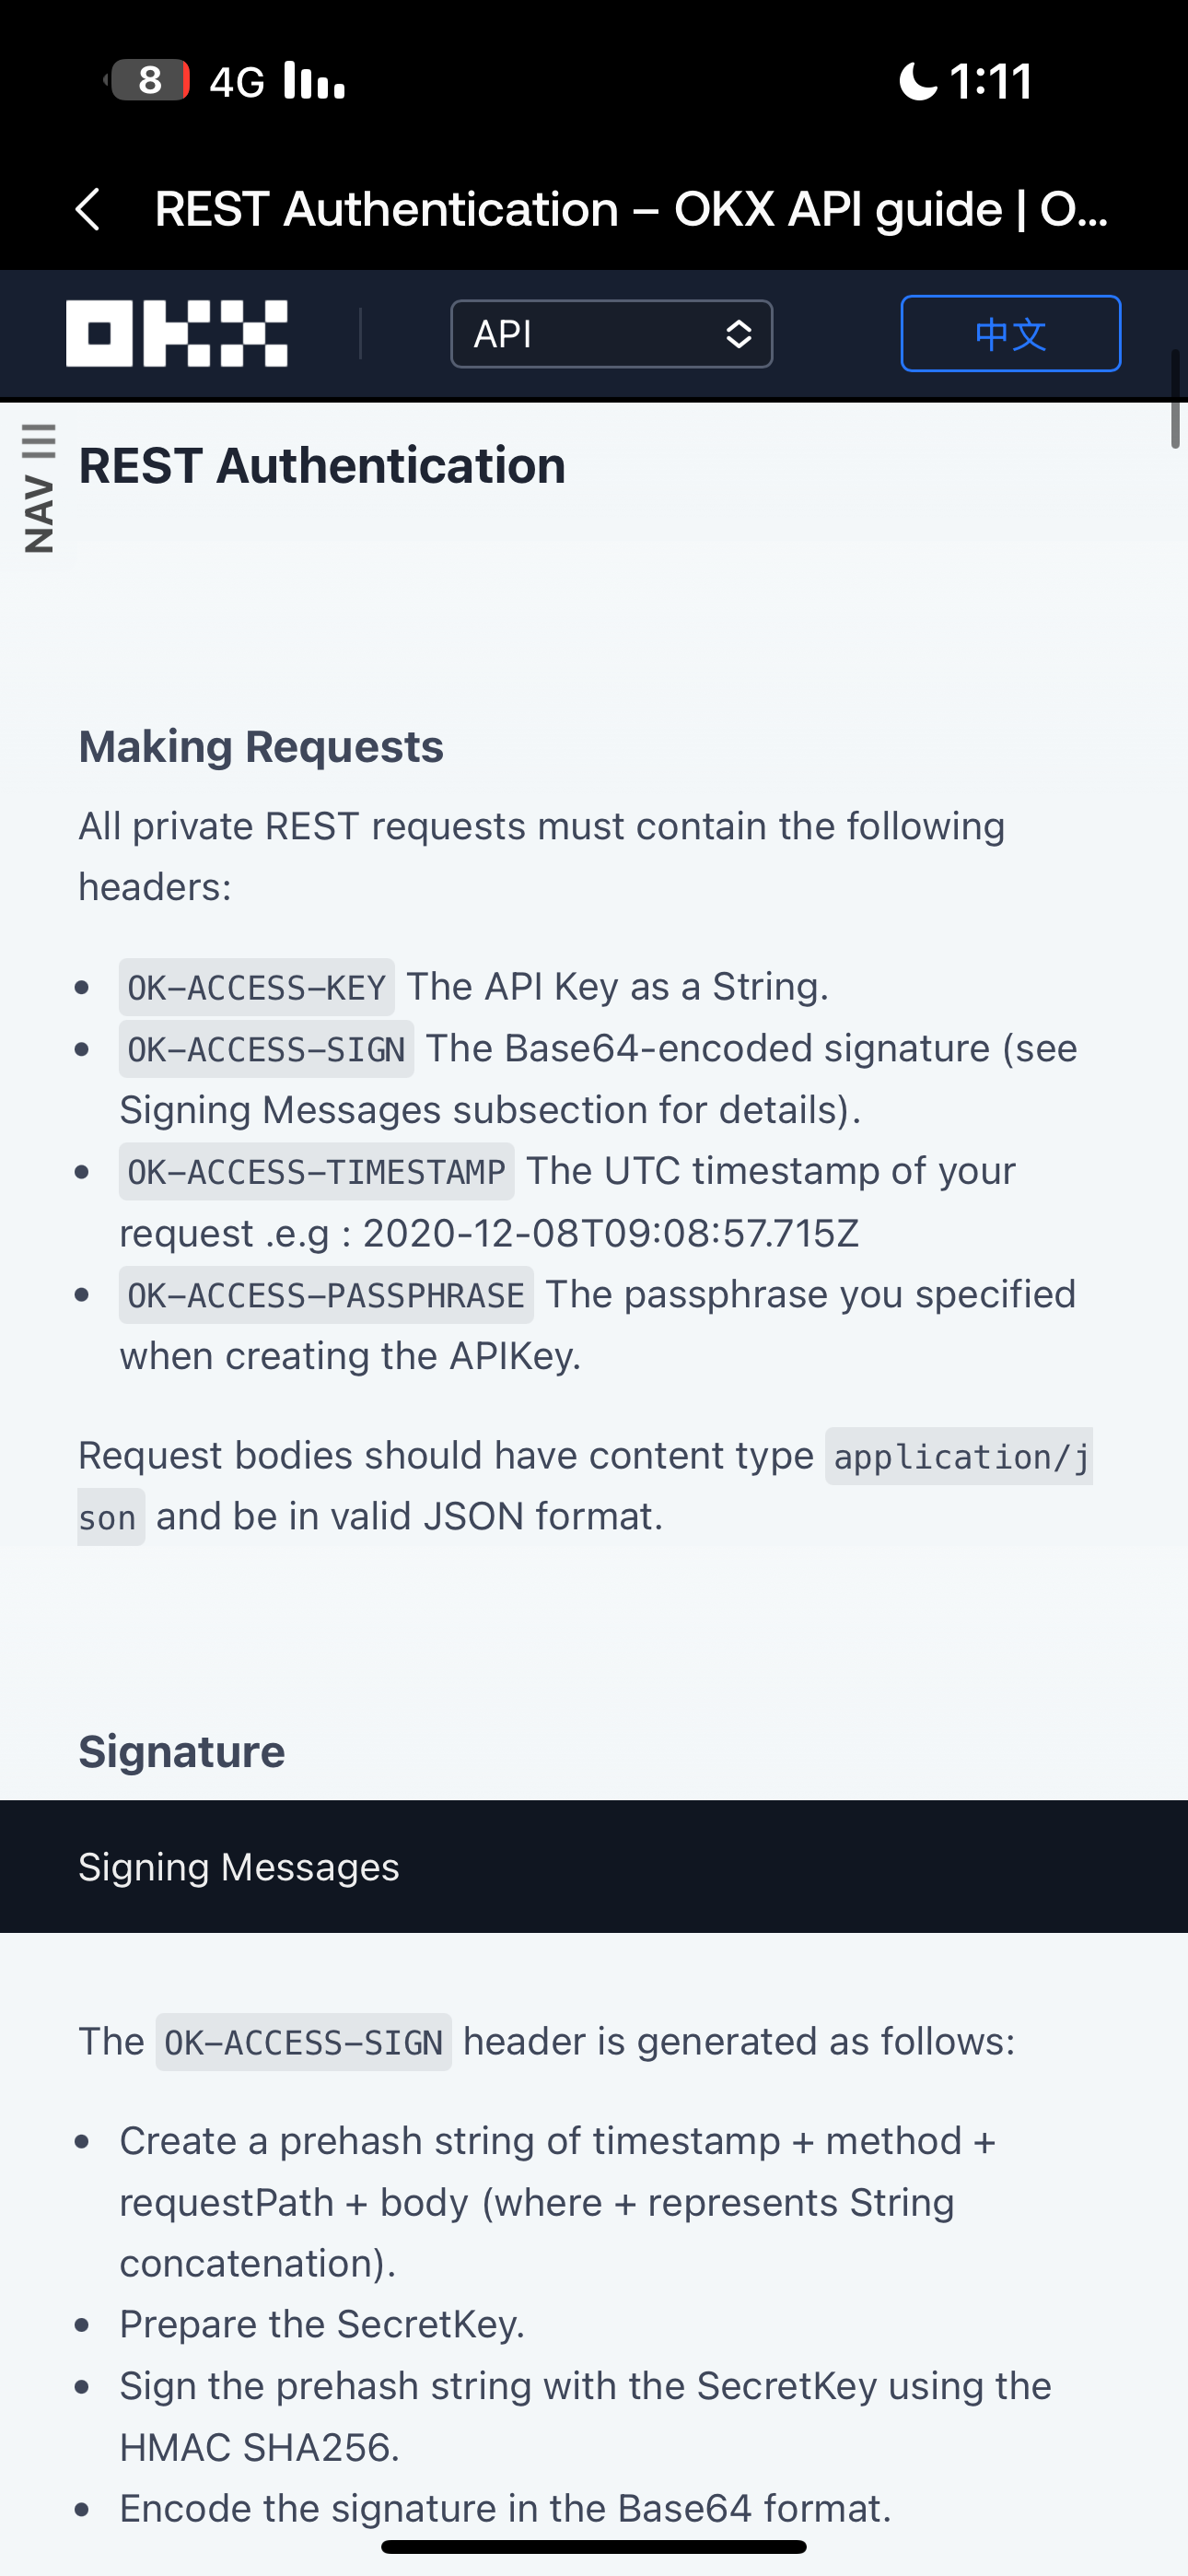 8 4G 1:11
REST Authentication – OKX API guide | O...
OKX API 中文
NAV
REST Authentication
Making Requests
All private REST requests must contain the following
headers:
• OK-ACCESS-KEY The API Key as a String.
• OK-ACCESS-SIGN The Base64-encoded signature (see
Signing Messages subsection for details).
• OK-ACCESS-TIMESTAMP The UTC timestamp of your
request .e.g : 2020-12-08T09:08:57.715Z
• OK-ACCESS-PASSPHRASE The passphrase you specified
when creating the APIKey.
Request bodies should have content type application/j
son and be in valid JSON format.
Signature
Signing Messages
The OK-ACCESS-SIGN header is generated as follows:
• Create a prehash string of timestamp + method +
requestPath + body (where + represents String
concatenation).
• Prepare the SecretKey.
• Sign the prehash string with the SecretKey using the
HMAC SHA256.
• Encode the signature in the Base64 format.